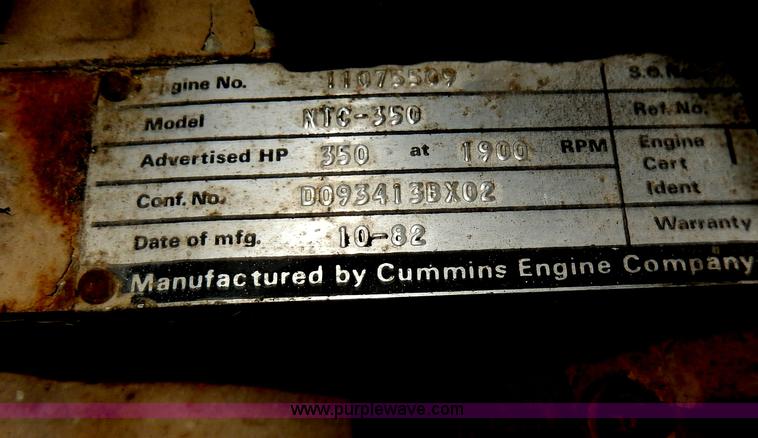 gine No. 11075509 S.O. No.
Model NTC-350 Ref. No.
Advertised HP 350 at 1900 RPM Engine
Cert
Conf. No. D093413BX02 Ident
Date of mfg. 10-82 Warranty
Manufactured by Cummins Engine Company
www.purplewave.com